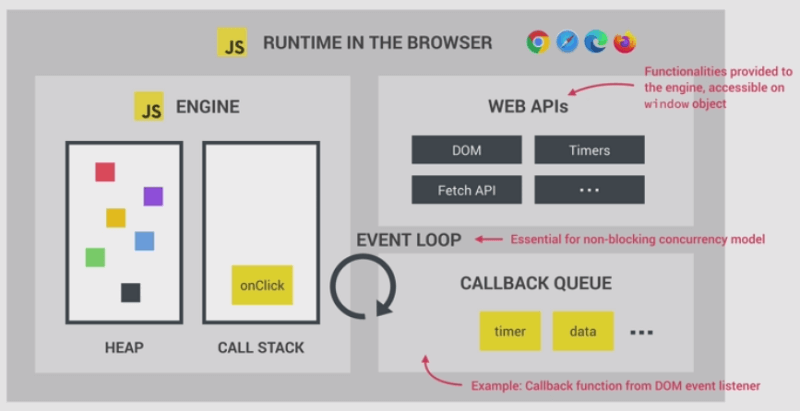 JS RUNTIME IN THE BROWSER
JS ENGINE
HEAP
onClick
CALL STACK
WEB APIs
Functionalities provided to
the engine, accessible on
window object
DOM
Timers
Fetch API
...
EVENT LOOP
Essential for non-blocking concurrency model
CALLBACK QUEUE
timer
data
...
Example: Callback function from DOM event listener